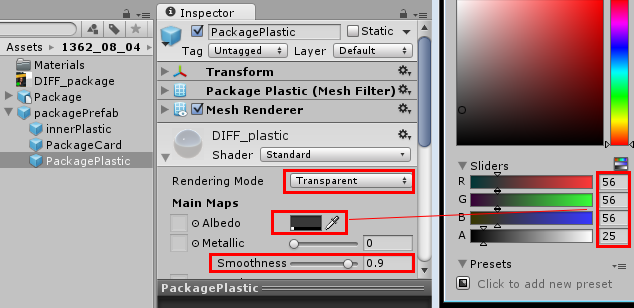 Assets ▸ 1362_08_04
Materials
DIFF_package
Package
packagePrefab
innerPlastic
PackageCard
PackagePlastic
Inspector
PackagePlastic
Static
Tag Untagged Layer Default
Transform
Package Plastic (Mesh Filter)
Mesh Renderer
DIFF_plastic
Shader Standard
Rendering Mode Transparent
Main Maps
Albedo
Metallic 0
Smoothness 0.9
PackagePlastic
Sliders
R 56
G 56
B 56
A 25
Presets
Click to add new preset